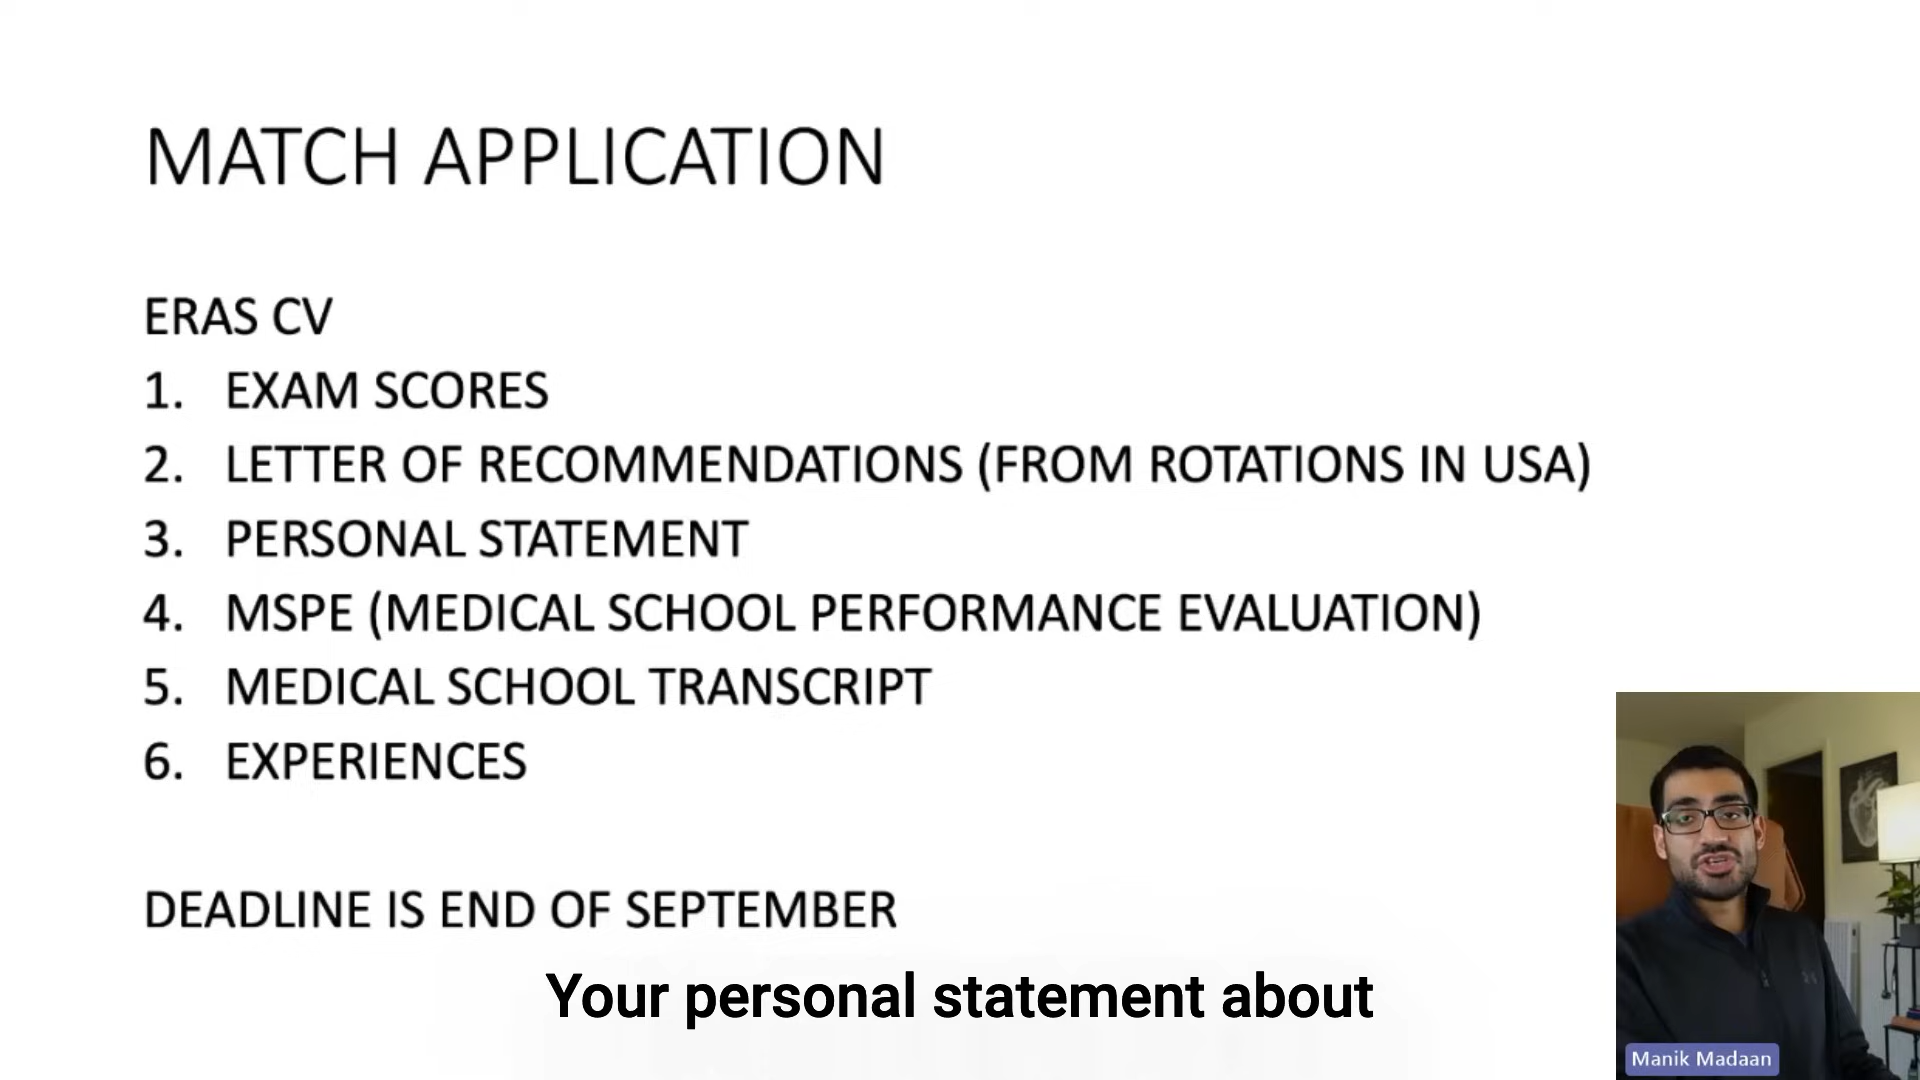 MATCH APPLICATION
ERAS CV
1. EXAM SCORES
2. LETTER OF RECOMMENDATIONS (FROM ROTATIONS IN USA)
3. PERSONAL STATEMENT
4. MSPE (MEDICAL SCHOOL PERFORMANCE EVALUATION)
5. MEDICAL SCHOOL TRANSCRIPT
6. EXPERIENCES
DEADLINE IS END OF SEPTEMBER
Your personal statement about
Manik Madaan